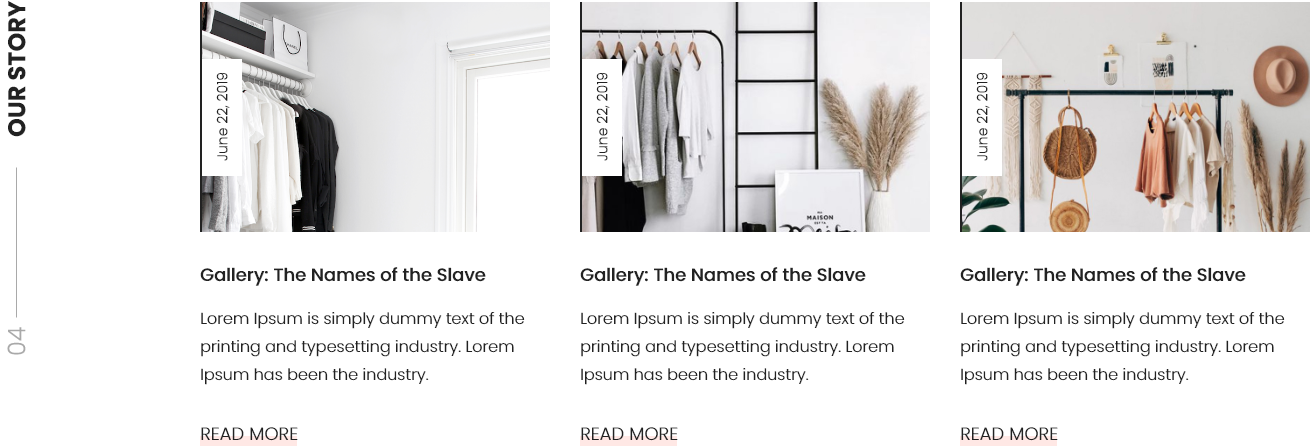 OUR STORY
04
June 22, 2019
Gallery: The Names of the Slave
Lorem Ipsum is simply dummy text of the
printing and typesetting industry. Lorem
Ipsum has been the industry.
READ MORE
June 22, 2019
MAISON
Gallery: The Names of the Slave
Lorem Ipsum is simply dummy text of the
printing and typesetting industry. Lorem
Ipsum has been the industry.
READ MORE
June 22, 2019
Gallery: The Names of the Slave
Lorem Ipsum is simply dummy text of the
printing and typesetting industry. Lorem
Ipsum has been the industry.
READ MORE